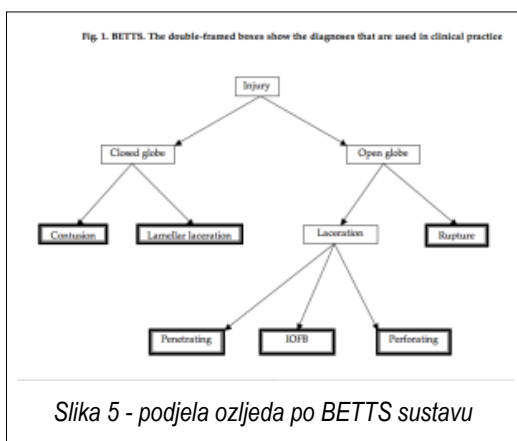 Fig. 1. BETTS. The double-framed boxes show the diagnoses that are used in clinical practice
Injury
Closed globe Open globe
Contusion Lamellar laceration Laceration Rupture
Penetrating IOFB Perforating
Slika 5 - podjela ozljeda po BETTS sustavu